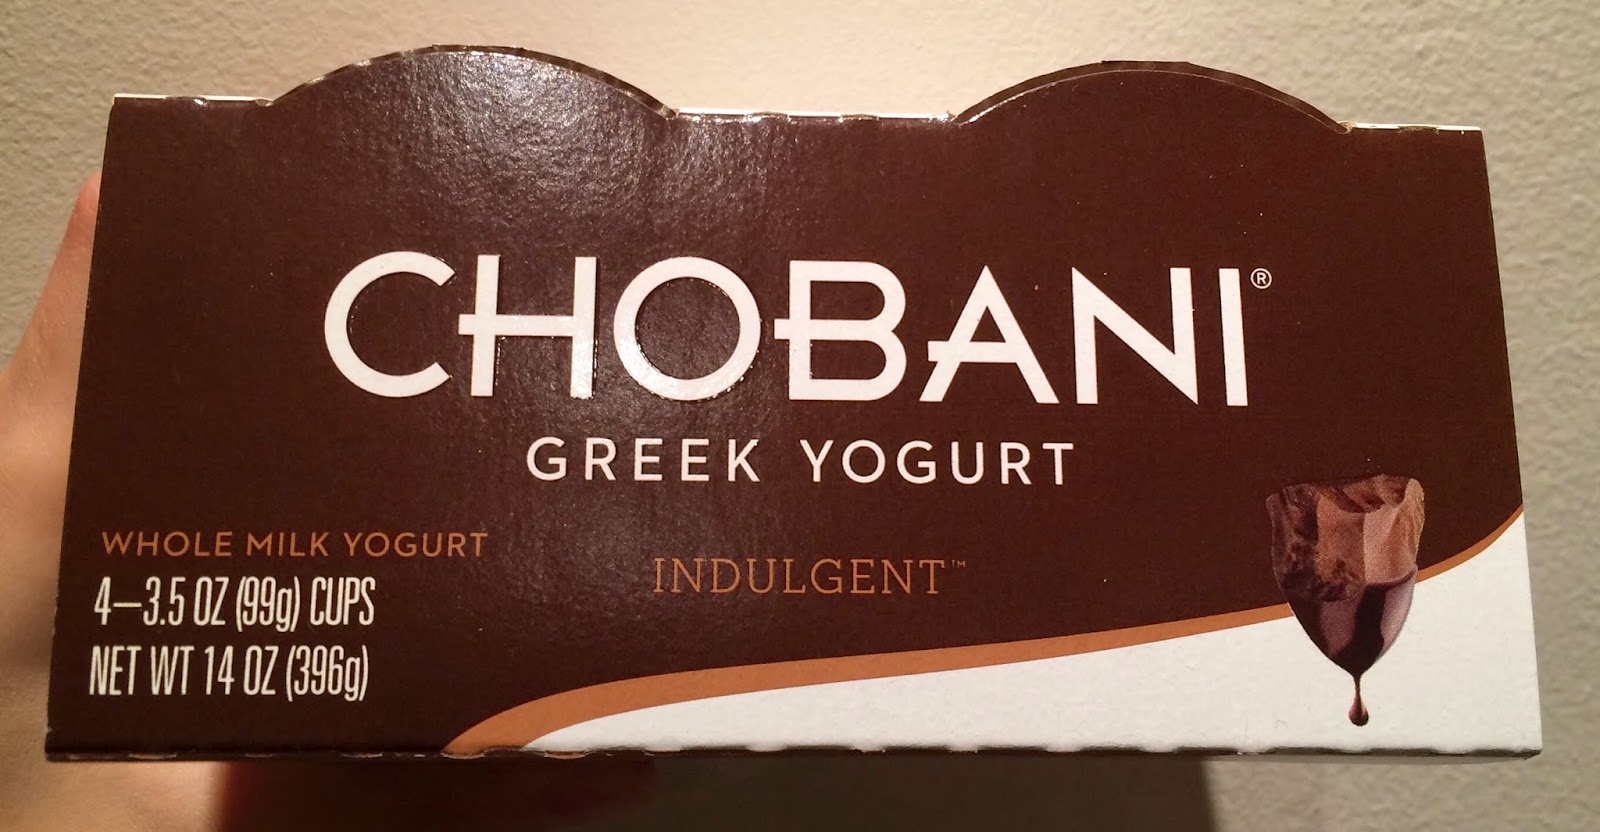 CHOBANI®
GREEK YOGURT
WHOLE MILK YOGURT
4—3.5 OZ (99g) CUPS
NET WT 14 OZ (396g)
INDULGENT™